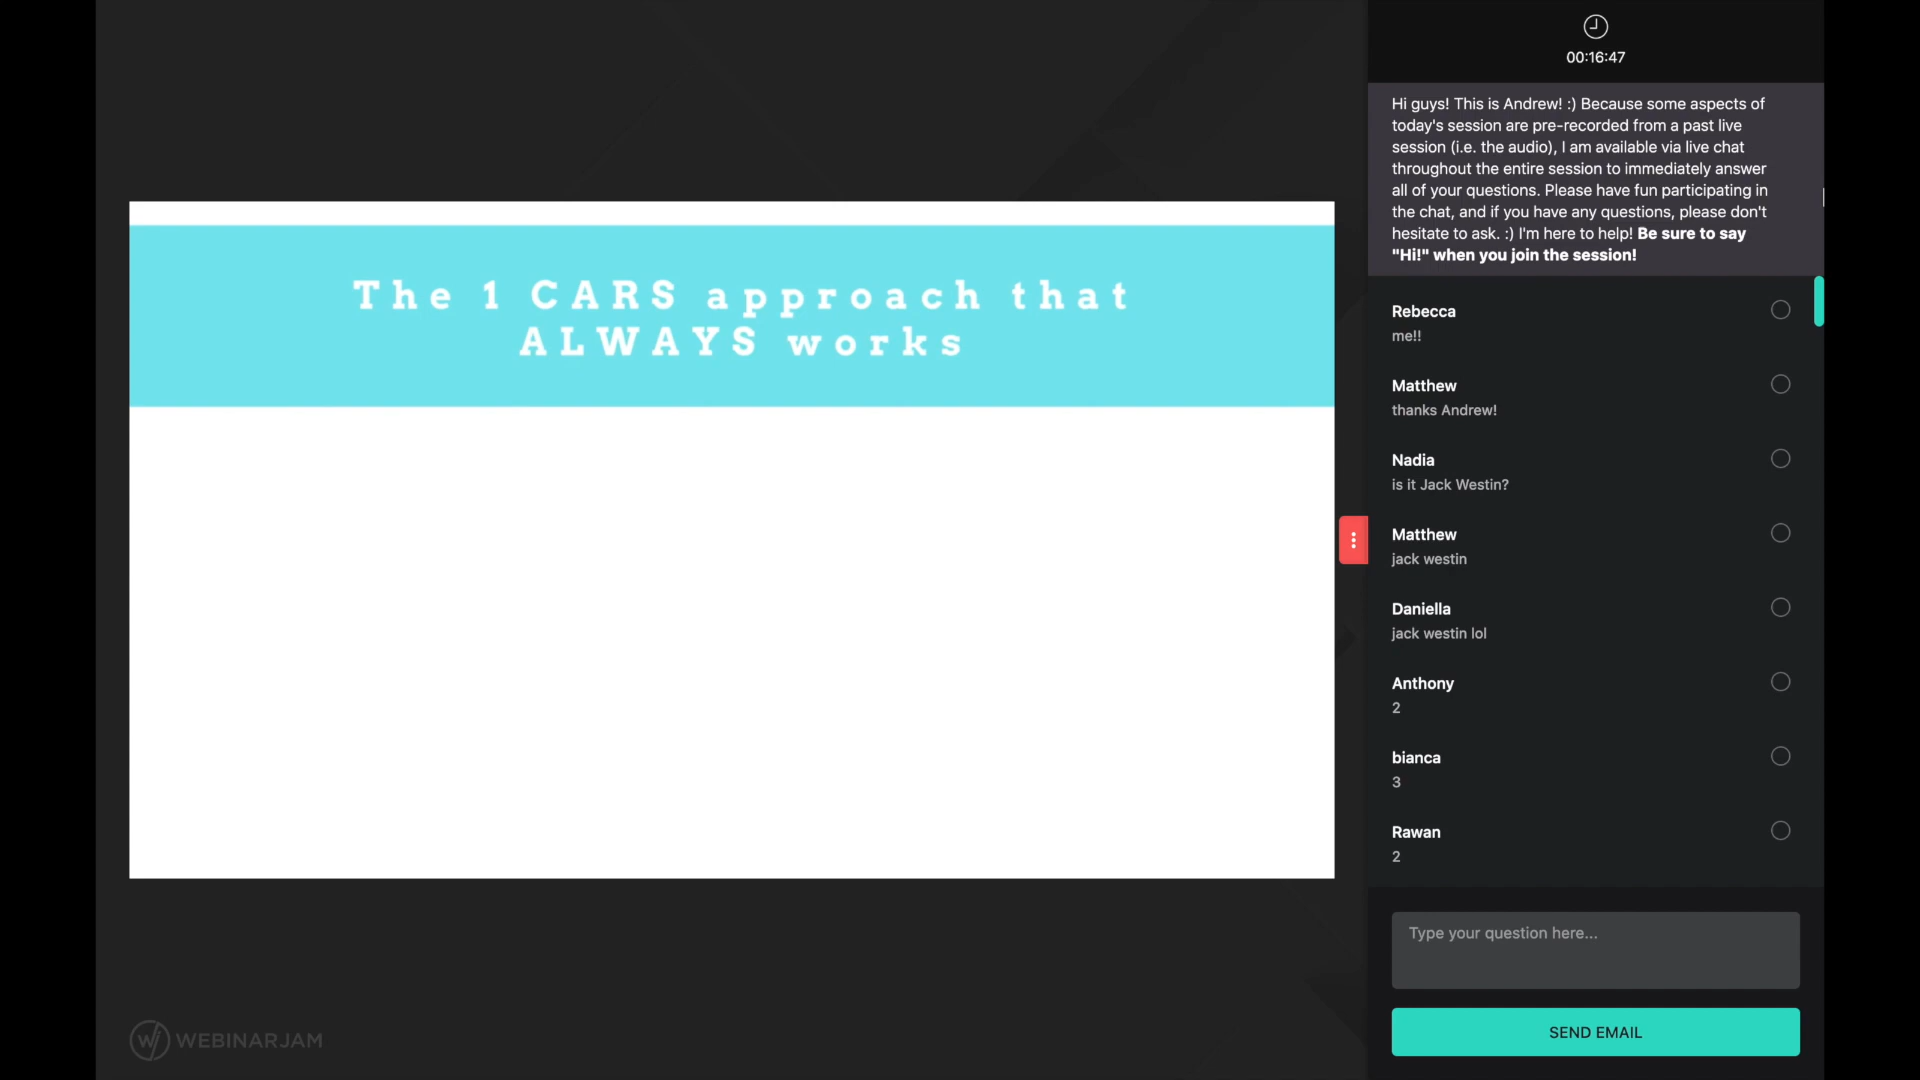 The 1 CARS approach that
ALWAYS works
WJ WEBINARJAM
00:16:47
Hi guys! This is Andrew! :) Because some aspects of
today's session are pre-recorded from a past live
session (i.e. the audio), I am available via live chat
throughout the entire session to immediately answer
all of your questions. Please have fun participating in
the chat, and if you have any questions, please don't
hesitate to ask. :) I'm here to help! Be sure to say
"Hi!" when you join the session!
Rebecca
me!!
Matthew
thanks Andrew!
Nadia
is it Jack Westin?
Matthew
jack westin
Daniella
jack westin lol
Anthony
2
bianca
3
Rawan
2
Type your question here...
SEND EMAIL